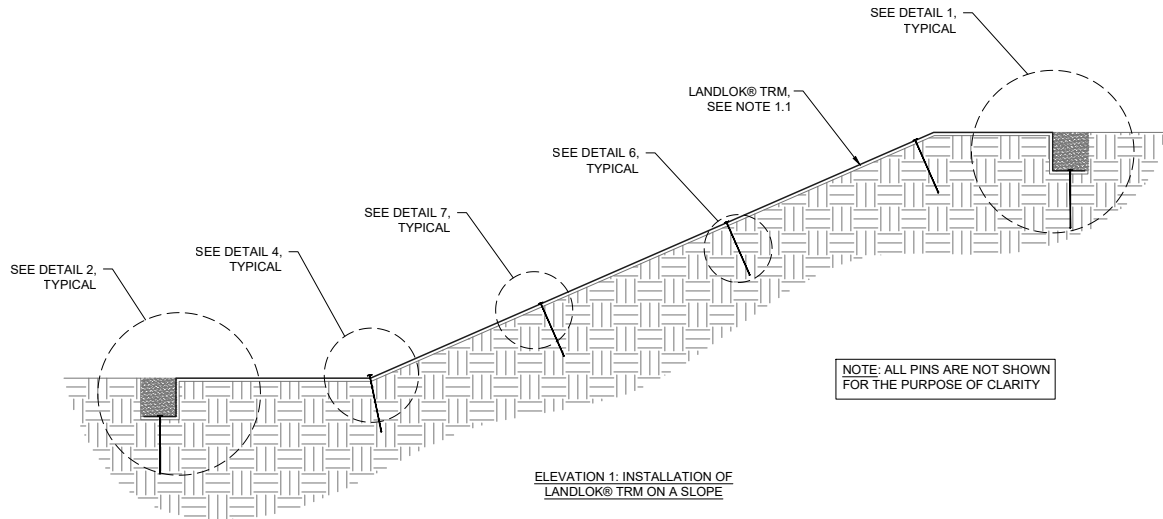 SEE DETAIL 1,
TYPICAL
LANDLOK® TRM,
SEE NOTE 1.1
SEE DETAIL 6,
TYPICAL
SEE DETAIL 7,
TYPICAL
SEE DETAIL 4,
TYPICAL
SEE DETAIL 2,
TYPICAL
NOTE: ALL PINS ARE NOT SHOWN
FOR THE PURPOSE OF CLARITY
ELEVATION 1: INSTALLATION OF
LANDLOK® TRM ON A SLOPE